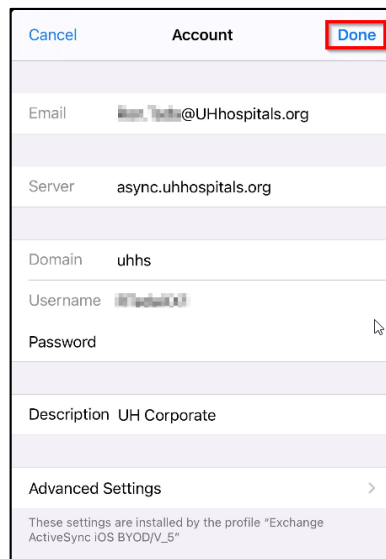 Cancel Account Done
Email @UHhospitals.org
Server async.uhhospitals.org
Domain uhhs
Username
Password
Description UH Corporate
Advanced Settings
These settings are installed by the profile “Exchange
ActiveSync iOS BYOD/V_5”